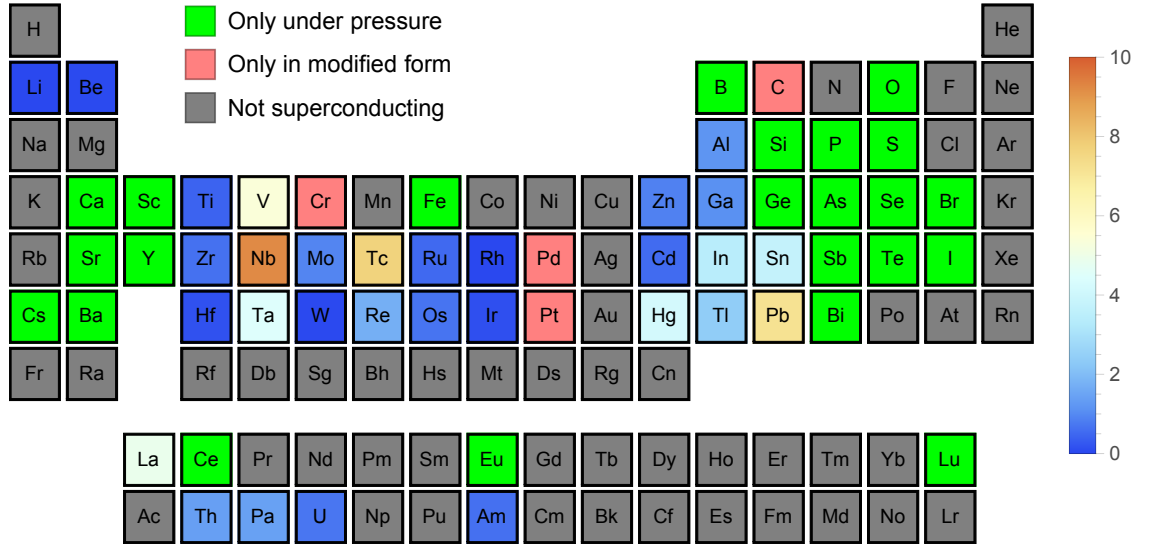 H Only under pressure He
Only in modified form 10
Li Be B C N O F Ne
Not superconducting
Na Mg Al Si P S Cl Ar 8
K Ca Sc Ti V Cr Mn Fe Co Ni Cu Zn Ga Ge As Se Br Kr 6
Rb Sr Y Zr Nb Mo Tc Ru Rh Pd Ag Cd In Sn Sb Te I Xe
Cs Ba Hf Ta W Re Os Ir Pt Au Hg Tl Pb Bi Po At Rn 4
Fr Ra Rf Db Sg Bh Hs Mt Ds Rg Cn 2
La Ce Pr Nd Pm Sm Eu Gd Tb Dy Ho Er Tm Yb Lu 0
Ac Th Pa U Np Pu Am Cm Bk Cf Es Fm Md No Lr